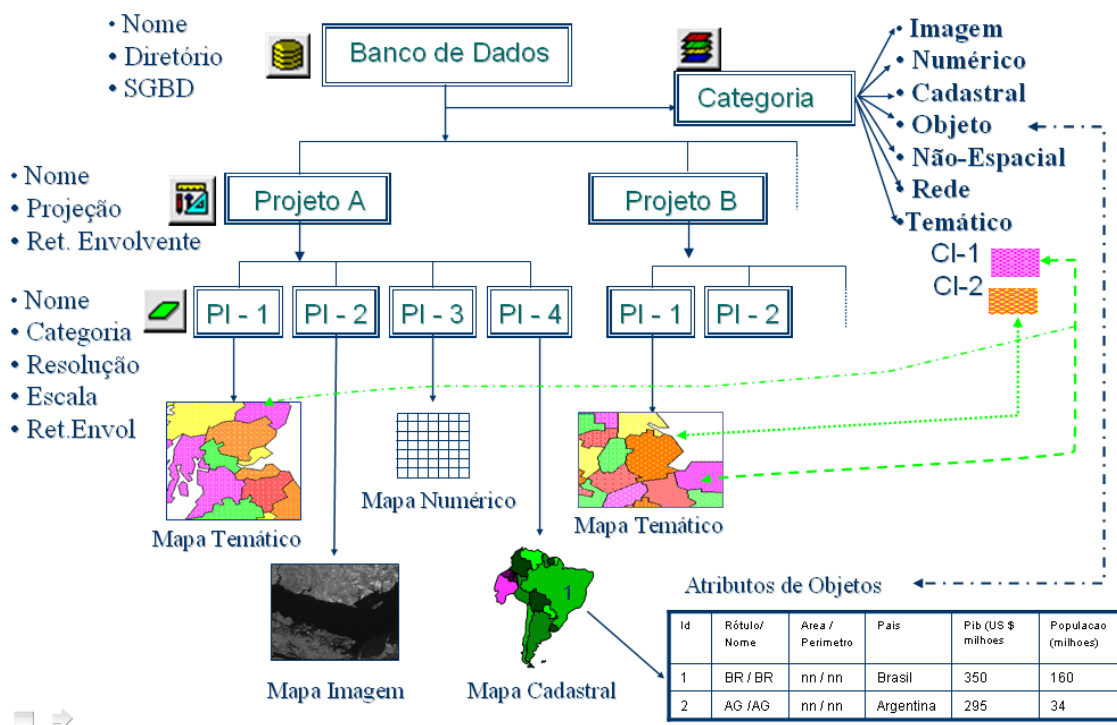 • Nome
• Diretório
• SGBD
Banco de Dados
Categoria
• Imagem
• Numérico
• Cadastral
• Objeto
• Não-Espacial
• Rede
•Temático
CI-1
CI-2
• Nome
• Projeção
• Ret. Envolvente
Projeto A
Projeto B
• Nome
• Categoria
• Resolução
• Escala
• Ret.Envol
PI - 1
PI - 2
PI - 3
PI - 4
PI - 1
PI - 2
Mapa Temático
Mapa Numérico
Mapa Temático
Mapa Imagem
1
Mapa Cadastral
Atributos de Objetos
Id
Rótulo/
Nome
Area /
Perimetro
Pais
Pib (US $
milhoes
Populacao
(milhoes)
1 BR / BR nn / nn Brasil 350 160
2 AG /AG nn / nn Argentina 295 34